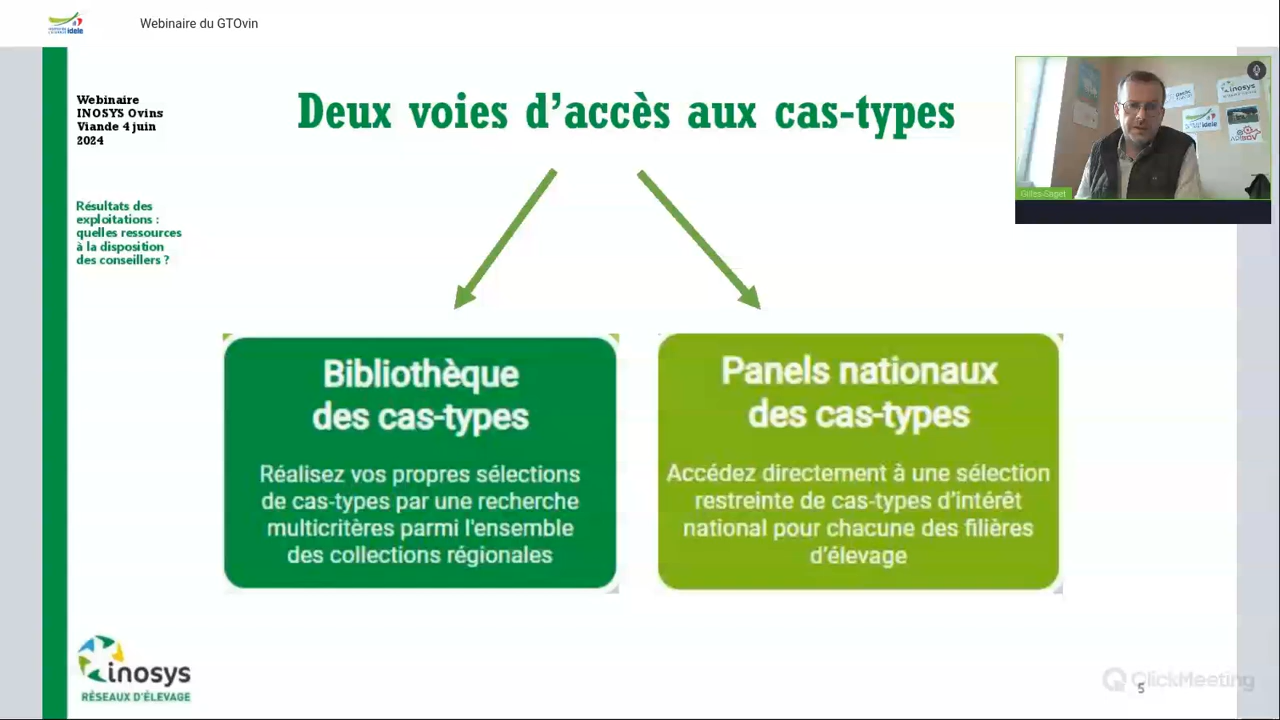 Webinaire du GTOvin
idele
Webinaire
INOSYS Ovins
Viande 4 juin
2024
Deux voies d'accès aux cas-types
inosys
idele
Résultats des
exploitations :
quelles ressources
à la disposition
des conseillers ?
Bibliothèque
des cas-types
Réalisez vos propres sélections
de cas-types par une recherche
multicritères parmi l'ensemble
des collections régionales
Panels nationaux
des cas-types
Accédez directement à une sélection
restreinte de cas-types d'intérêt
national pour chacune des filières
d'élevage
inosys
RÉSEAUX D'ÉLEVAGE
ClickMeeting
5